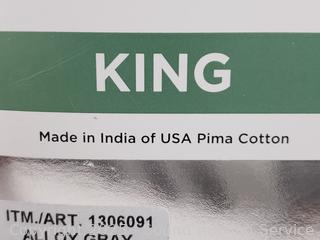 KING
Made in India of USA Pima Cotton
ITM./ART. 1306091
ALLOY GRAY